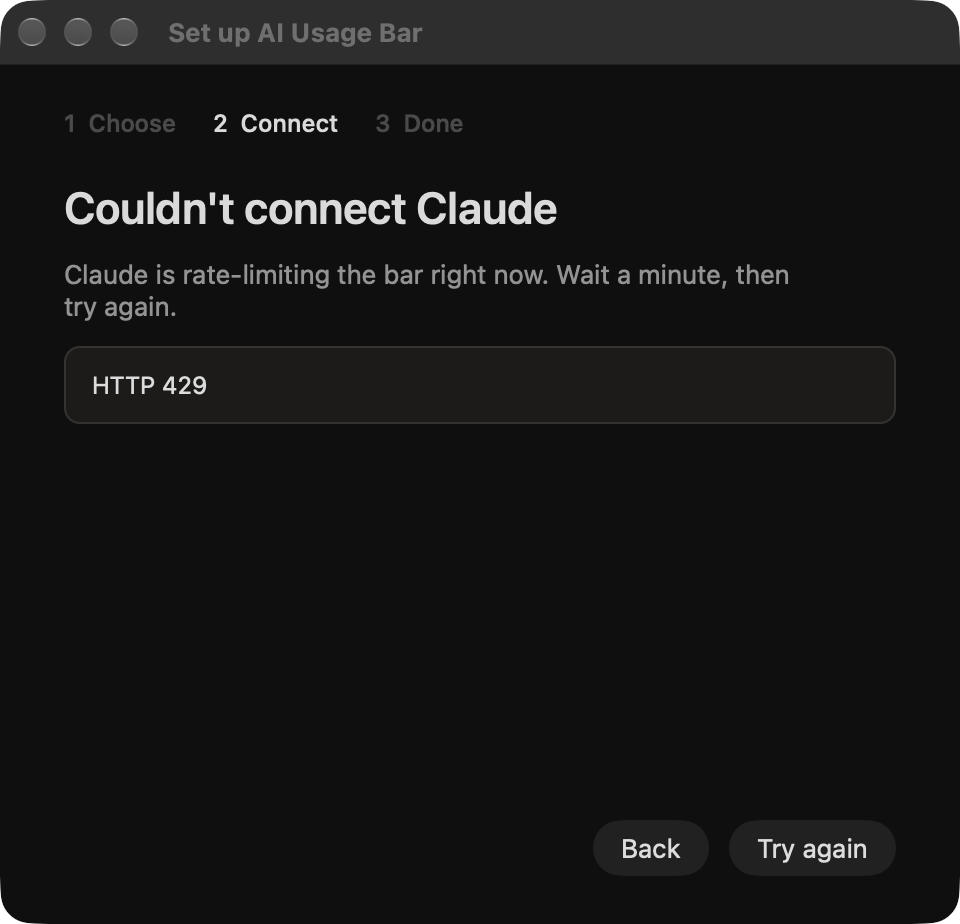 Set up AI Usage Bar
1 Choose 2 Connect 3 Done
Couldn't connect Claude
Claude is rate-limiting the bar right now. Wait a minute, then
try again.
HTTP 429
Back Try again